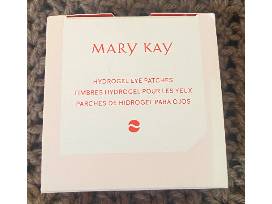 MARY KAY
HYDROGEL EYE PATCHES
TIMBRES HYDROGEL POUR LES YEUX
PARCHES DE HIDROGEL PARA OJOS